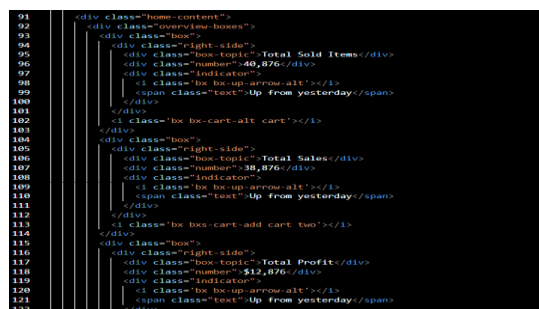 91 <div class="home-content">
92 <div class="overview-boxes">
93 <div class="box">
94 <div class="right-side">
95 <div class="box-topic">Total Sold Items</div>
96 <div class="number">40,876</div>
97 <div class="indicator">
98 <i class='bx bx-up-arrow-alt'></i>
99 <span class="text">Up from yesterday</span>
100 </div>
101 </div>
102 <i class='bx bx-cart-alt cart'></i>
103 </div>
104 <div class="box">
105 <div class="right-side">
106 <div class="box-topic">Total Sales</div>
107 <div class="number">38,876</div>
108 <div class="indicator">
109 <i class='bx bx-up-arrow-alt'></i>
110 <span class="text">Up from yesterday</span>
111 </div>
112 </div>
113 <i class='bx bxs-cart-add cart two'></i>
114 </div>
115 <div class="box">
116 <div class="right-side">
117 <div class="box-topic">Total Profit</div>
118 <div class="number">$12,876</div>
119 <div class="indicator">
120 <i class='bx bx-up-arrow-alt'></i>
121 <span class="text">Up from yesterday</span>